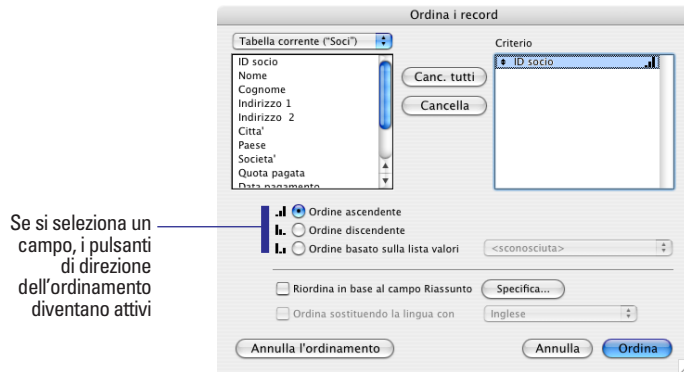 Ordina i record
Tabella corrente (“Soci”)
Criterio
ID socio
Nome
Cognome
Indirizzo 1
Indirizzo 2
Citta'
Paese
Societa'
Quota pagata
Data pagamento
Canc. tutti
Cancella
ID socio
Se si seleziona un
campo, i pulsanti
di direzione
dell’ordinamento
diventano attivi
Ordine ascendente
Ordine discendente
Ordine basato sulla lista valori
<sconosciuta>
Riordina in base al campo Riassunto
Specifica...
Ordina sostituendo la lingua con
Inglese
Annulla l'ordinamento
Annulla
Ordina